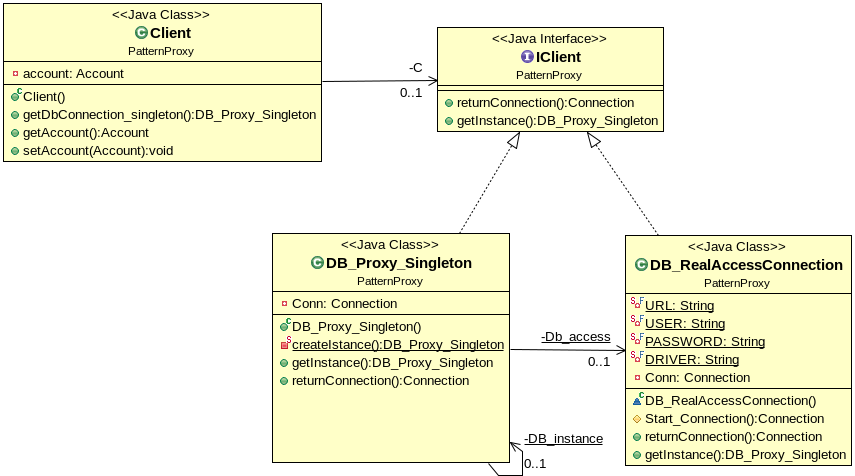 <<Java Class>>
Client
PatternProxy
account: Account
Client()
getDbConnection_singleton():DB_Proxy_Singleton
getAccount():Account
setAccount(Account):void
-C
0..1
<<Java Interface>>
IClient
PatternProxy
returnConnection():Connection
getInstance():DB_Proxy_Singleton
<<Java Class>>
DB_Proxy_Singleton
PatternProxy
Conn: Connection
DB_Proxy_Singleton()
createIstance():DB_Proxy_Singleton
getInstance():DB_Proxy_Singleton
returnConnection():Connection
-Db_access
0..1
-DB_instance
0..1
<<Java Class>>
DB_RealAccessConnection
PatternProxy
URL: String
USER: String
PASSWORD: String
DRIVER: String
Conn: Connection
DB_RealAccessConnection()
Start_Connection():Connection
returnConnection():Connection
getInstance():DB_Proxy_Singleton